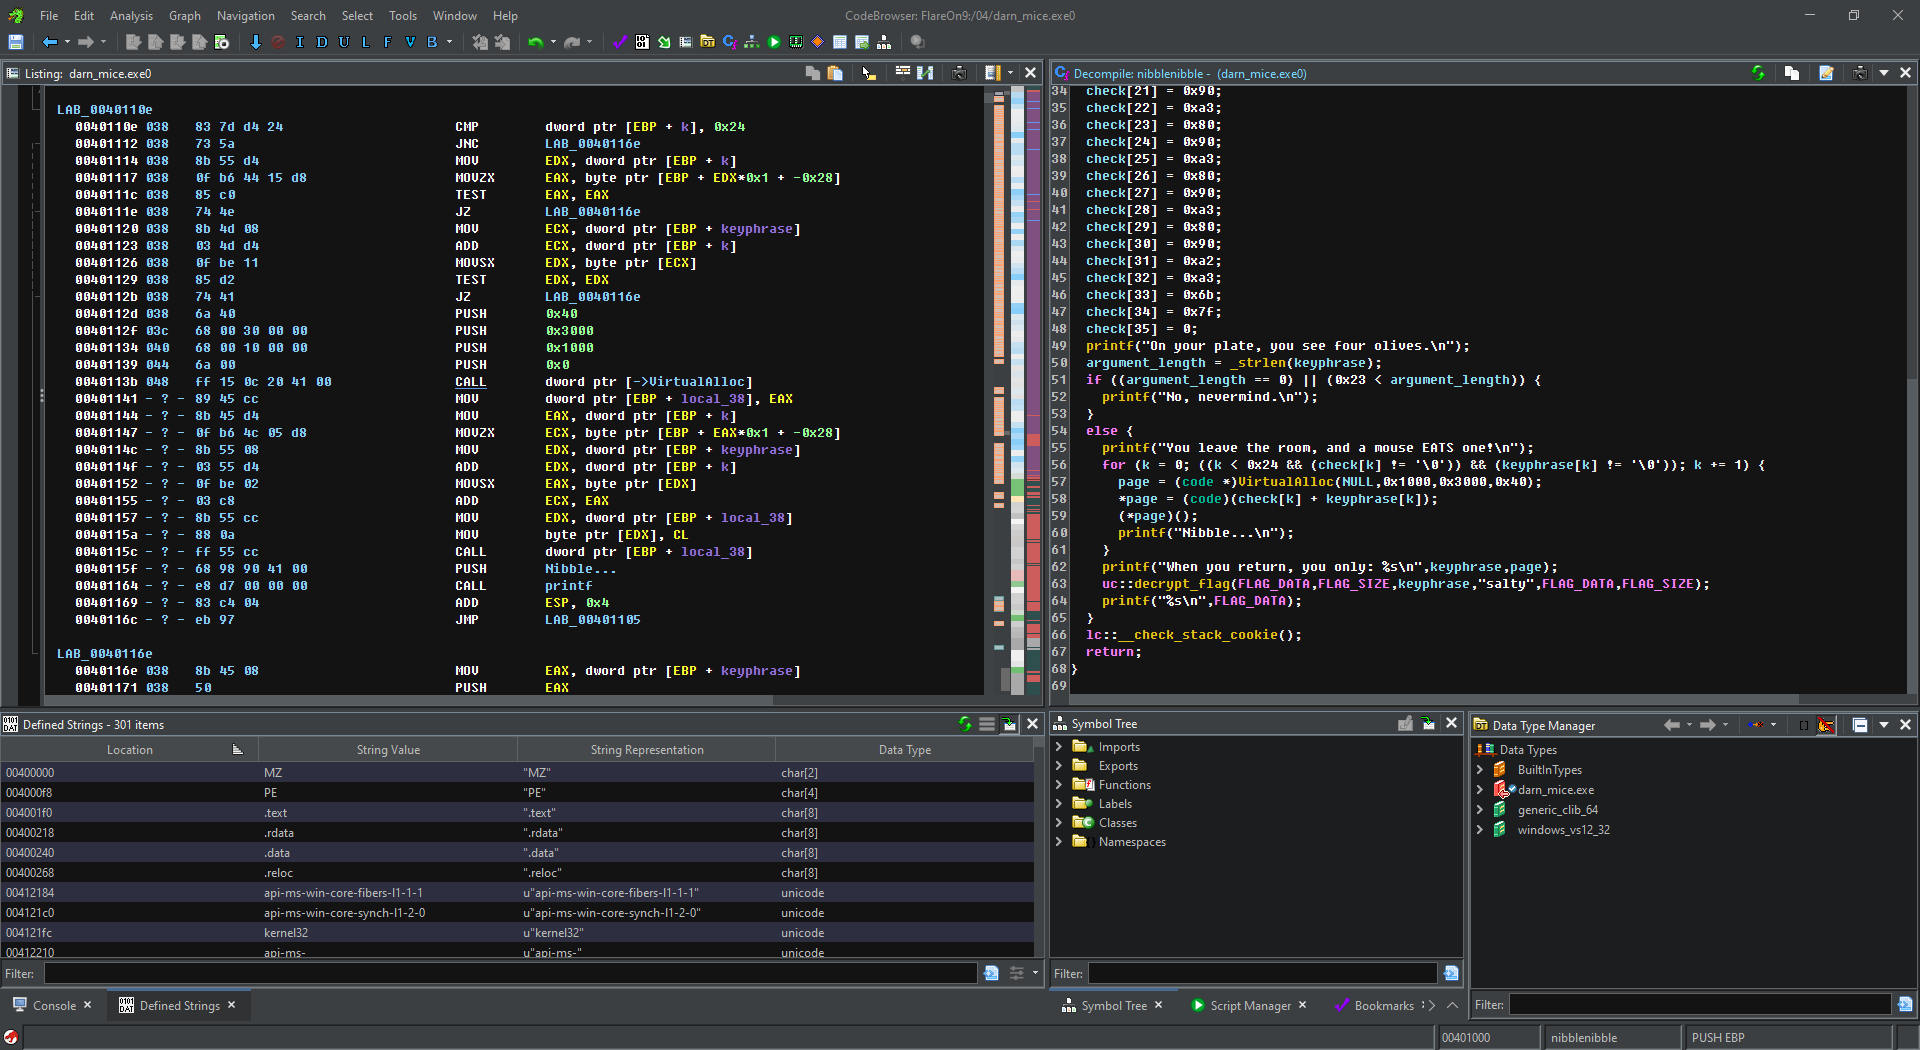 File Edit Analysis Graph Navigation Search Select Tools Window Help
CodeBrowser: FlareOn9:/04/darn_mice.exe0
I D U L F V B
Listing: darn_mice.exe0
LAB_0040110e
0040110e 038 83 7d d4 24 CMP dword ptr [EBP + k], 0x24
00401112 038 73 5a JNC LAB_0040116e
00401114 038 8b 55 d4 MOV EDX, dword ptr [EBP + k]
00401117 038 0f b6 44 15 d8 MOVZX EAX, byte ptr [EBP + EDX*0x1 + -0x28]
0040111c 038 85 c0 TEST EAX, EAX
0040111e 038 74 4e JZ LAB_0040116e
00401120 038 8b 4d 08 MOV ECX, dword ptr [EBP + keyphrase]
00401123 038 03 4d d4 ADD ECX, dword ptr [EBP + k]
00401126 038 0f be 11 MOVSX EDX, byte ptr [ECX]
00401129 038 85 d2 TEST EDX, EDX
0040112b 038 74 41 JZ LAB_0040116e
0040112d 038 6a 40 PUSH 0x40
0040112f 03c 68 00 30 00 00 PUSH 0x3000
00401134 040 68 00 10 00 00 PUSH 0x1000
00401139 044 6a 00 PUSH 0x0
0040113b 048 ff 15 0c 20 41 00 CALL dword ptr [->VirtualAlloc]
00401141 - ? - 89 45 cc MOV dword ptr [EBP + local_38], EAX
00401144 - ? - 8b 45 d4 MOV EAX, dword ptr [EBP + k]
00401147 - ? - 0f b6 4c 05 d8 MOVZX ECX, byte ptr [EBP + EAX*0x1 + -0x28]
0040114c - ? - 8b 55 08 MOV EDX, dword ptr [EBP + keyphrase]
0040114f - ? - 03 55 d4 ADD EDX, dword ptr [EBP + k]
00401152 - ? - 0f be 02 MOVSX EAX, byte ptr [EDX]
00401155 - ? - 03 c8 ADD ECX, EAX
00401157 - ? - 8b 55 cc MOV EDX, dword ptr [EBP + local_38]
0040115a - ? - 88 0a MOV byte ptr [EDX], CL
0040115c - ? - ff 55 cc CALL dword ptr [EBP + local_38]
0040115f - ? - 68 98 90 41 00 PUSH Nibble...
00401164 - ? - e8 d7 00 00 00 CALL printf
00401169 - ? - 83 c4 04 ADD ESP, 0x4
0040116c - ? - eb 97 JMP LAB_00401105
LAB_0040116e
0040116e 038 8b 45 08 MOV EAX, dword ptr [EBP + keyphrase]
00401171 038 50 PUSH EAX
Decompile: nibblenibble - (darn_mice.exe0)
34 check[21] = 0x90;
35 check[22] = 0xa3;
36 check[23] = 0x80;
37 check[24] = 0x90;
38 check[25] = 0xa3;
39 check[26] = 0x80;
40 check[27] = 0x90;
41 check[28] = 0xa3;
42 check[29] = 0x80;
43 check[30] = 0x90;
44 check[31] = 0xa2;
45 check[32] = 0xa3;
46 check[33] = 0x6b;
47 check[34] = 0x7f;
48 check[35] = 0;
49 printf("On your plate, you see four olives.\n");
50 argument_length = _strlen(keyphrase);
51 if ((argument_length == 0) || (0x23 < argument_length)) {
52 printf("No, nevermind.\n");
53 }
54 else {
55 printf("You leave the room, and a mouse EATS one!\n");
56 for (k = 0; ((k < 0x24 && (check[k] != '\0')) && (keyphrase[k] != '\0')); k += 1) {
57 page = (code *)VirtualAlloc(NULL,0x1000,0x3000,0x40);
58 *page = (code)(check[k] + keyphrase[k]);
59 (*page)();
60 printf("Nibble...\n");
61 }
62 printf("When you return, you only: %s\n",keyphrase,page);
63 uc::decrypt_flag(FLAG_DATA,FLAG_SIZE,keyphrase,"salty",FLAG_DATA,FLAG_SIZE);
64 printf("%s\n",FLAG_DATA);
65 }
66 lc::__check_stack_cookie();
67 return;
68 }
69
Defined Strings - 301 items
Location String Value String Representation Data Type
00400000 MZ "MZ" char[2]
004000f8 PE "PE" char[4]
004001f0 .text ".text" char[8]
00400218 .rdata ".rdata" char[8]
00400240 .data ".data" char[8]
00400268 .reloc ".reloc" char[8]
00412184 api-ms-win-core-fibers-l1-1-1 u"api-ms-win-core-fibers-l1-1-1" unicode
004121c0 api-ms-win-core-synch-l1-2-0 u"api-ms-win-core-synch-l1-2-0" unicode
004121fc kernel32 u"kernel32" unicode
00412210 api-ms- u"api-ms-" unicode
Filter:
Console Defined Strings
Symbol Tree
Imports
Exports
Functions
Labels
Classes
Namespaces
Filter:
Symbol Tree Script Manager Bookmarks
Data Type Manager
Data Types
BuiltInTypes
darn_mice.exe
generic_clib_64
windows_vs12_32
Filter:
00401000 nibblenibble PUSH EBP